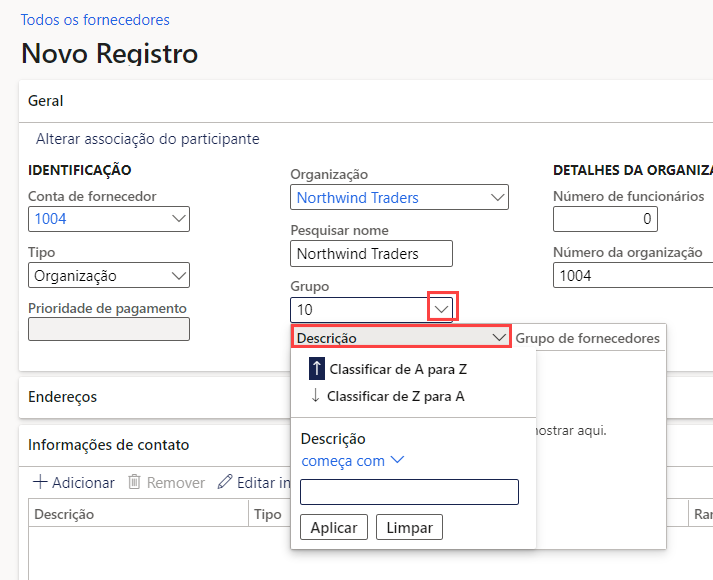 Todos os fornecedores
Novo Registro
Geral
Alterar associação do participante
IDENTIFICAÇÃO
Conta de fornecedor
1004
Tipo
Organização
Prioridade de pagamento
Organização
Northwind Traders
Pesquisar nome
Northwind Traders
Grupo
10
DETALHES DA ORGANIZA
Número de funcionários
0
Número da organização
1004
Descrição
Grupo de fornecedores
Classificar de A para Z
Classificar de Z para A
Descrição
começa com
Aplicar
Limpar
nostrar aqui.
Endereços
Informações de contato
Adicionar
Remover
Editar in
Descrição
Tipo
Ran